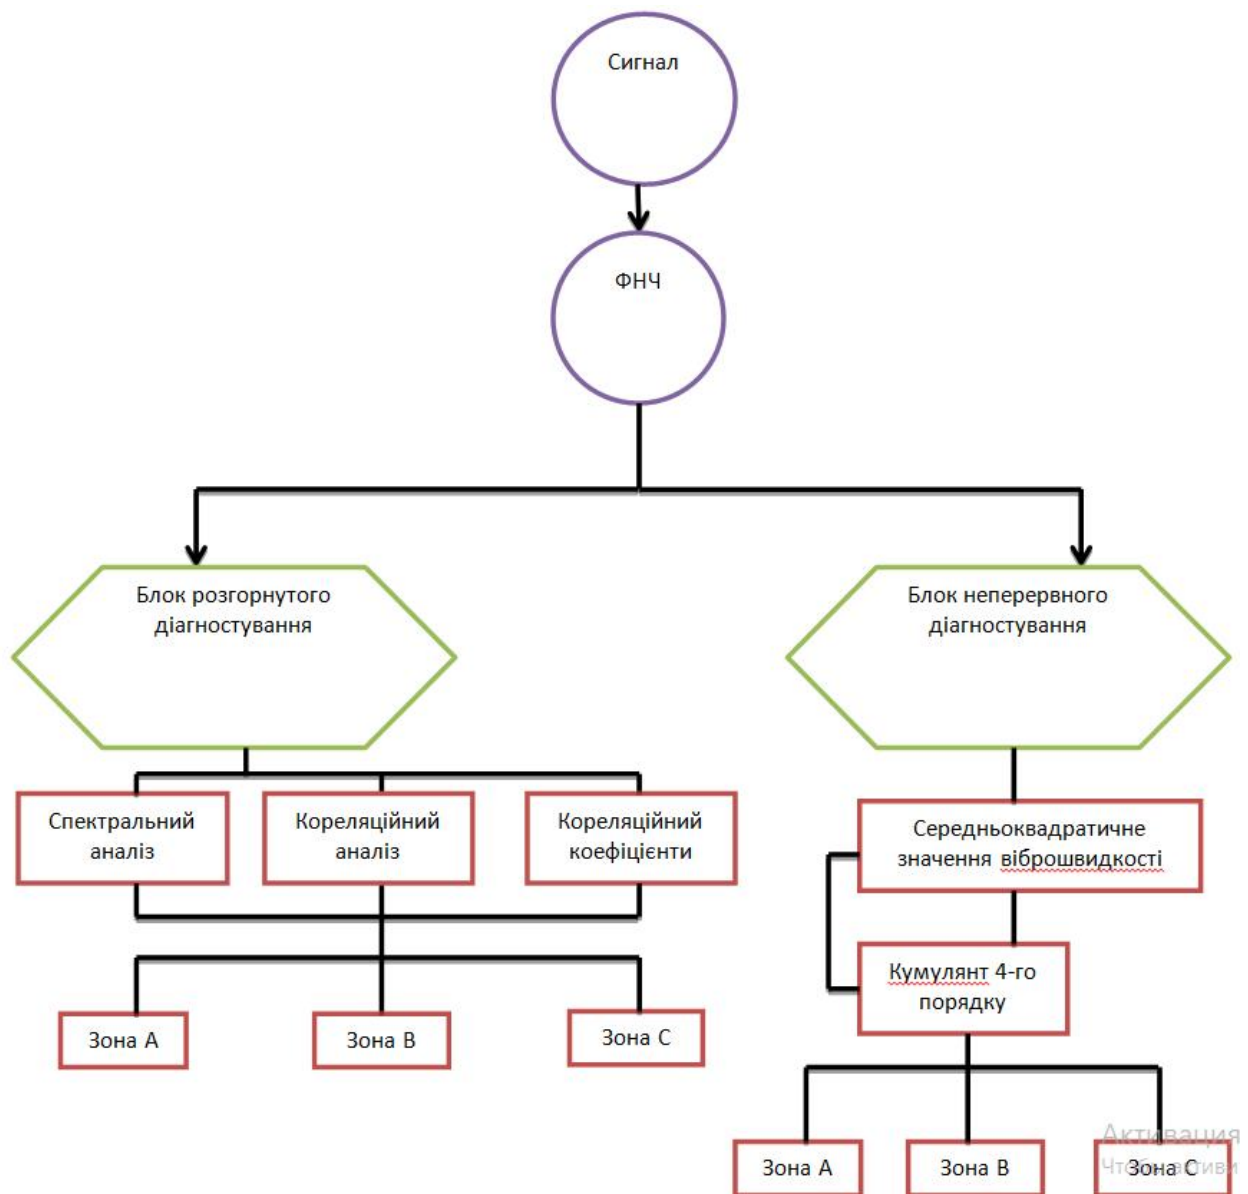 Сигнал
ФНЧ
Блок розгорнутого
діагностування
Блок неперервного
діагностування
Спектральний
аналіз
Кореляційний
аналіз
Кореляційний
коефіцієнти
Середньоквадратичне
значення віброшвидкості
Кумулянт 4-го
порядку
Зона А
Зона В
Зона С
Зона А
Зона В
Зона С
Активация